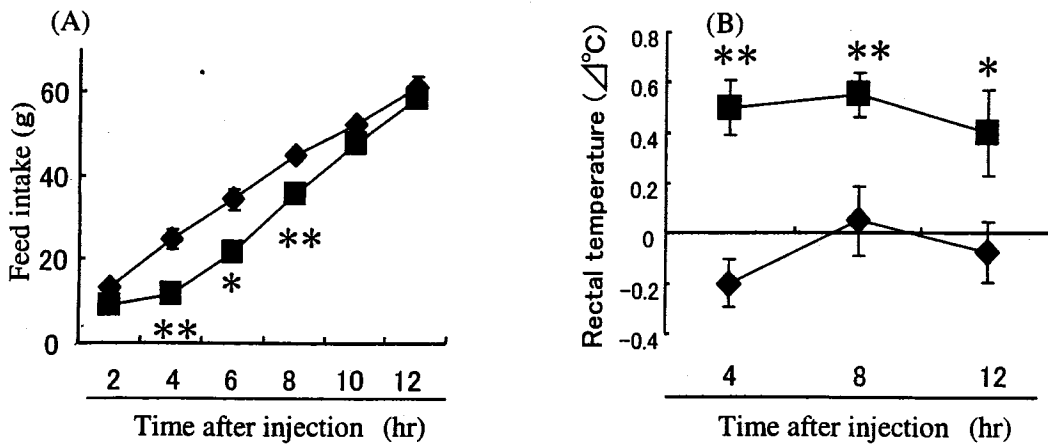 (A)
Feed intake (g)
60
40
20
0
**
*
**
2 4 6 8 10 12
Time after injection (hr)
(B)
Rectal temperature (⊿℃)
0.8
0.6
0.4
0.2
0
-0.2
-0.4
** ** *
4 8 12
Time after injection (hr)